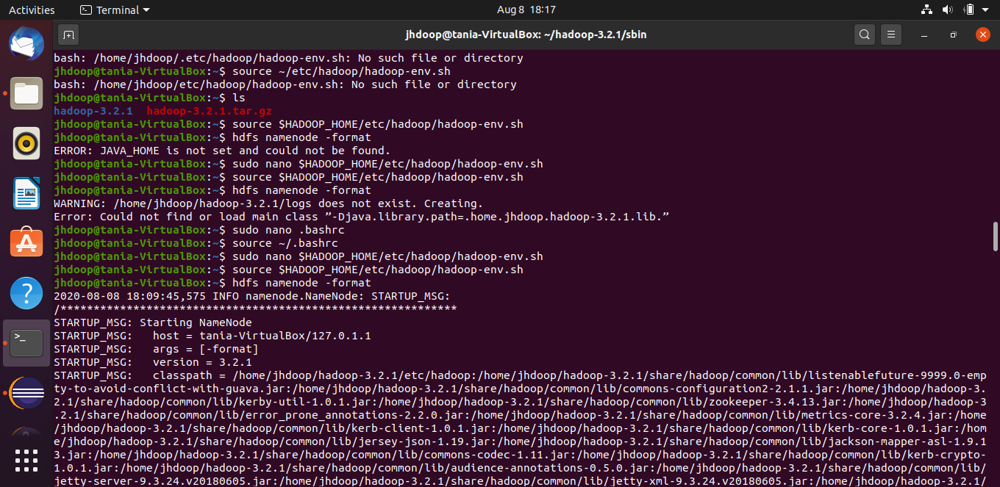 Activities
Terminal
Aug 8 18:17
jhdoop@tania-VirtualBox: ~/hadoop-3.2.1/sbin
bash: /home/jhdoop/.etc/hadoop/hadoop-env.sh: No such file or directory
jhdoop@tania-VirtualBox:~$ source ~/etc/hadoop/hadoop-env.sh
bash: /home/jhdoop/etc/hadoop/hadoop-env.sh: No such file or directory
jhdoop@tania-VirtualBox:~$ ls
hadoop-3.2.1  hadoop-3.2.1.tar.gz
jhdoop@tania-VirtualBox:~$ source $HADOOP_HOME/etc/hadoop/hadoop-env.sh
jhdoop@tania-VirtualBox:~$ hdfs namenode -format
ERROR: JAVA_HOME is not set and could not be found.
jhdoop@tania-VirtualBox:~$ sudo nano $HADOOP_HOME/etc/hadoop/hadoop-env.sh
jhdoop@tania-VirtualBox:~$ source $HADOOP_HOME/etc/hadoop/hadoop-env.sh
jhdoop@tania-VirtualBox:~$ hdfs namenode -format
WARNING: /home/jhdoop/hadoop-3.2.1/logs does not exist. Creating.
Error: Could not find or load main class ”-Djava.library.path=.home.jhdoop.hadoop-3.2.1.lib.”
jhdoop@tania-VirtualBox:~$ sudo nano .bashrc
jhdoop@tania-VirtualBox:~$ source ~/.bashrc
jhdoop@tania-VirtualBox:~$ sudo nano $HADOOP_HOME/etc/hadoop/hadoop-env.sh
jhdoop@tania-VirtualBox:~$ source $HADOOP_HOME/etc/hadoop/hadoop-env.sh
jhdoop@tania-VirtualBox:~$ hdfs namenode -format
2020-08-08 18:09:45,575 INFO namenode.NameNode: STARTUP_MSG:
/************************************************************
STARTUP_MSG: Starting NameNode
STARTUP_MSG:   host = tania-VirtualBox/127.0.1.1
STARTUP_MSG:   args = [-format]
STARTUP_MSG:   version = 3.2.1
STARTUP_MSG:   classpath = /home/jhdoop/hadoop-3.2.1/etc/hadoop:/home/jhdoop/hadoop-3.2.1/share/hadoop/common/lib/listenablefuture-9999.0-emp
ty-to-avoid-conflict-with-guava.jar:/home/jhdoop/hadoop-3.2.1/share/hadoop/common/lib/commons-configuration2-2.1.1.jar:/home/jhdoop/hadoop-3.
2.1/share/hadoop/common/lib/kerby-util-1.0.1.jar:/home/jhdoop/hadoop-3.2.1/share/hadoop/common/lib/zookeeper-3.4.13.jar:/home/jhdoop/hadoop-3
.2.1/share/hadoop/common/lib/error_prone_annotations-2.2.0.jar:/home/jhdoop/hadoop-3.2.1/share/hadoop/common/lib/metrics-core-3.2.4.jar:/home
/jhdoop/hadoop-3.2.1/share/hadoop/common/lib/kerb-client-1.0.1.jar:/home/jhdoop/hadoop-3.2.1/share/hadoop/common/lib/kerb-core-1.0.1.jar:/hom
e/jhdoop/hadoop-3.2.1/share/hadoop/common/lib/jersey-json-1.19.jar:/home/jhdoop/hadoop-3.2.1/share/hadoop/common/lib/jackson-mapper-asl-1.9.1
3.jar:/home/jhdoop/hadoop-3.2.1/share/hadoop/common/lib/commons-codec-1.11.jar:/home/jhdoop/hadoop-3.2.1/share/hadoop/common/lib/kerb-crypto-
1.0.1.jar:/home/jhdoop/hadoop-3.2.1/share/hadoop/common/lib/audience-annotations-0.5.0.jar:/home/jhdoop/hadoop-3.2.1/share/hadoop/common/lib/
jetty-server-9.3.24.v20180605.jar:/home/jhdoop/hadoop-3.2.1/share/hadoop/common/lib/jetty-xml-9.3.24.v20180605.jar:/home/jhdoop/hadoop-3.2.1/